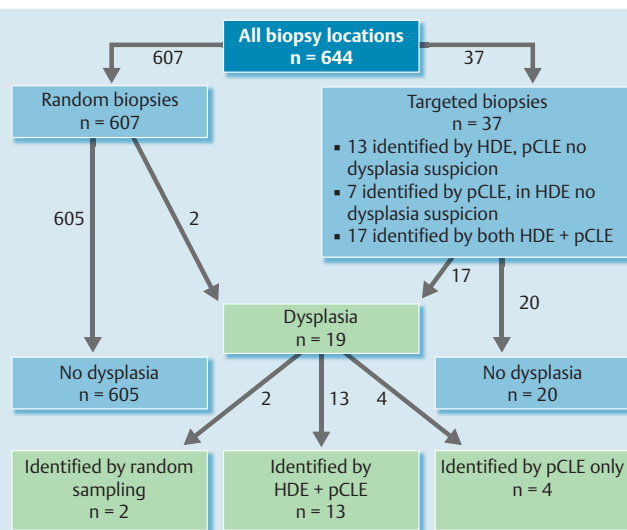 All biopsy locations
n = 644
607
37
Random biopsies
n = 607
Targeted biopsies
n = 37
▪ 13 identified by HDE, pCLE no
dysplasia suspicion
▪ 7 identified by pCLE, in HDE no
dysplasia suspicion
▪ 17 identified by both HDE + pCLE
605
2
17
20
Dysplasia
n = 19
No dysplasia
n = 605
No dysplasia
n = 20
2
13
4
Identified by random
sampling
n = 2
Identified by
HDE + pCLE
n = 13
Identified by pCLE only
n = 4